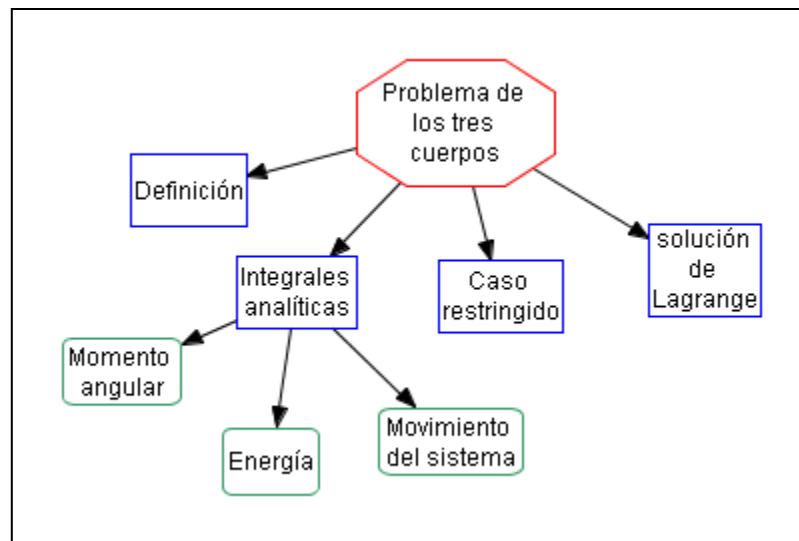 Problema de
los tres
cuerpos
Definición
solución
de
Lagrange
Integrales
analíticas
Caso
restringido
Momento
angular
Energía
Movimiento
del sistema